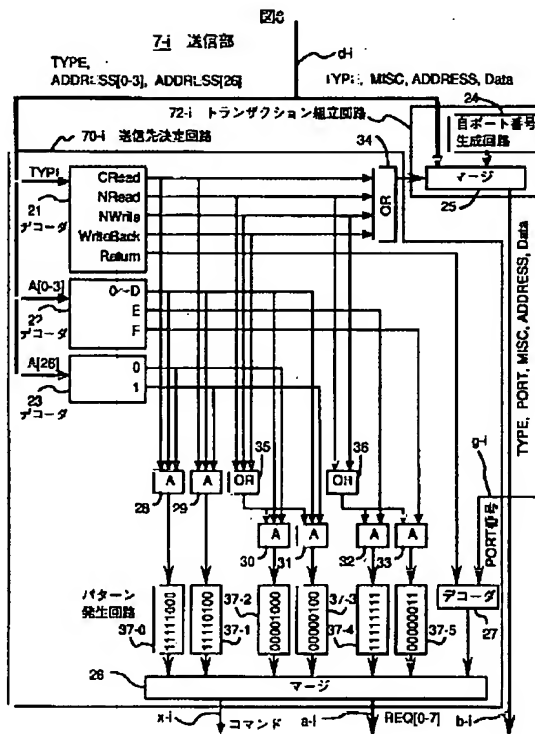 図8
7-i 送信部
d-i
TYPE,
ADDRLSS[0-3], ADDRLSS[26]
TYPE, MISC, ADDRESS, Data
72-i トランザクション組立回路
24
自ポート番号
生成回路
70-i 送信先決定回路
34
TYPE
CRead
NRead
NWrite
WriteBack
Return
21
デコーダ
OR
マージ
25
A[0-3]
0~D
E
F
22
デコーダ
A[26]
0
1
23
デコーダ
TYPE, PORT, MISC, ADDRESS, Data
g-i
35
36
A
A
OR
OR
28
29
A
A
A
A
30
31
32
33
PORT番号
パターン
発生回路
37-0
11111000
11110100
37-1
37-2
00001000
00000100
37-3
37-4
11111111
00000011
37-5
デコーダ
27
26
マージ
x-i
コマンド
a-i
REQ[0-7]
b-i